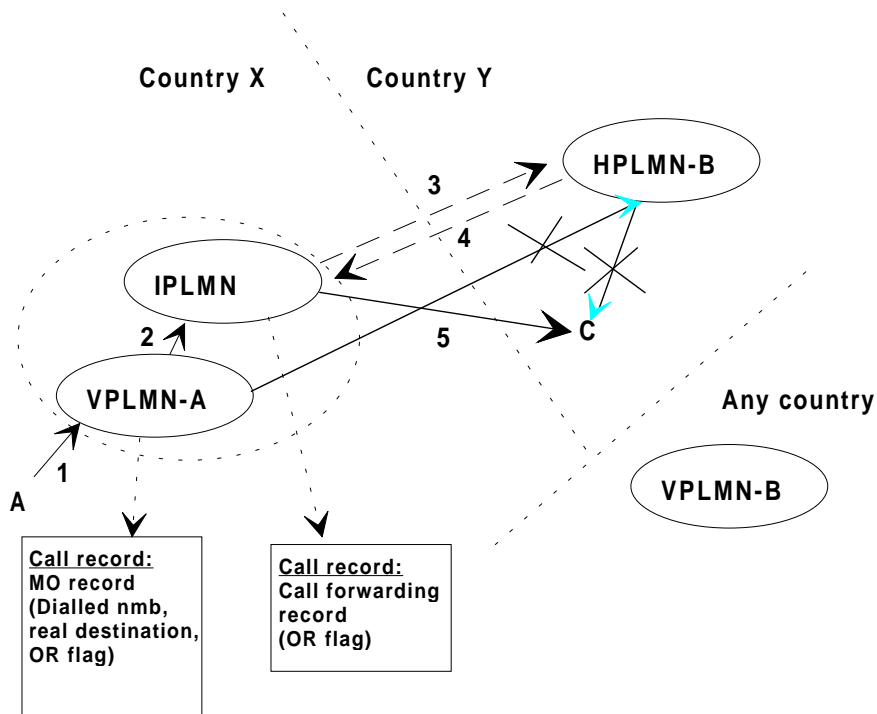 Country X
Country Y
HPLMN-B
3
4
IPLMN
2
5
C
VPLMN-A
Any country
1
A
VPLMN-B
Call record:
MO record
(Dialled nmb,
real destination,
OR flag)
Call record:
Call forwarding
record
(OR flag)